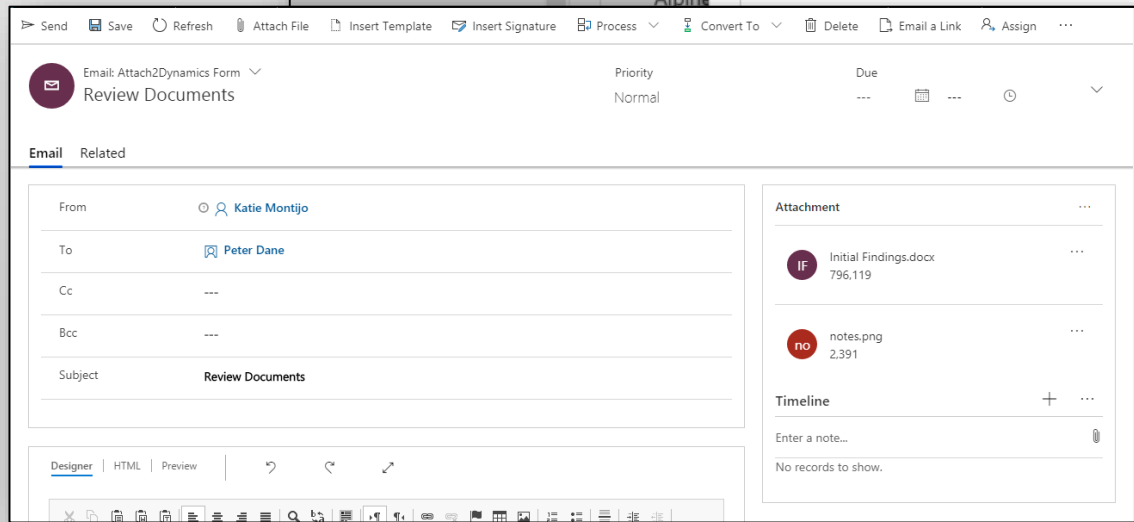 Send Save Refresh Attach File Insert Template Insert Signature Process Convert To Delete Email a Link Assign ...
Email: Attach2Dynamics Form
Review Documents
Priority
Normal
Due
--- ---
Email Related
From Katie Montijo
To Peter Dane
Cc ---
Bcc ---
Subject Review Documents
Attachment ...
IF Initial Findings.docx ...
796,119
no notes.png ...
2,391
Timeline + ...
Enter a note...
No records to show.
Designer | HTML | Preview